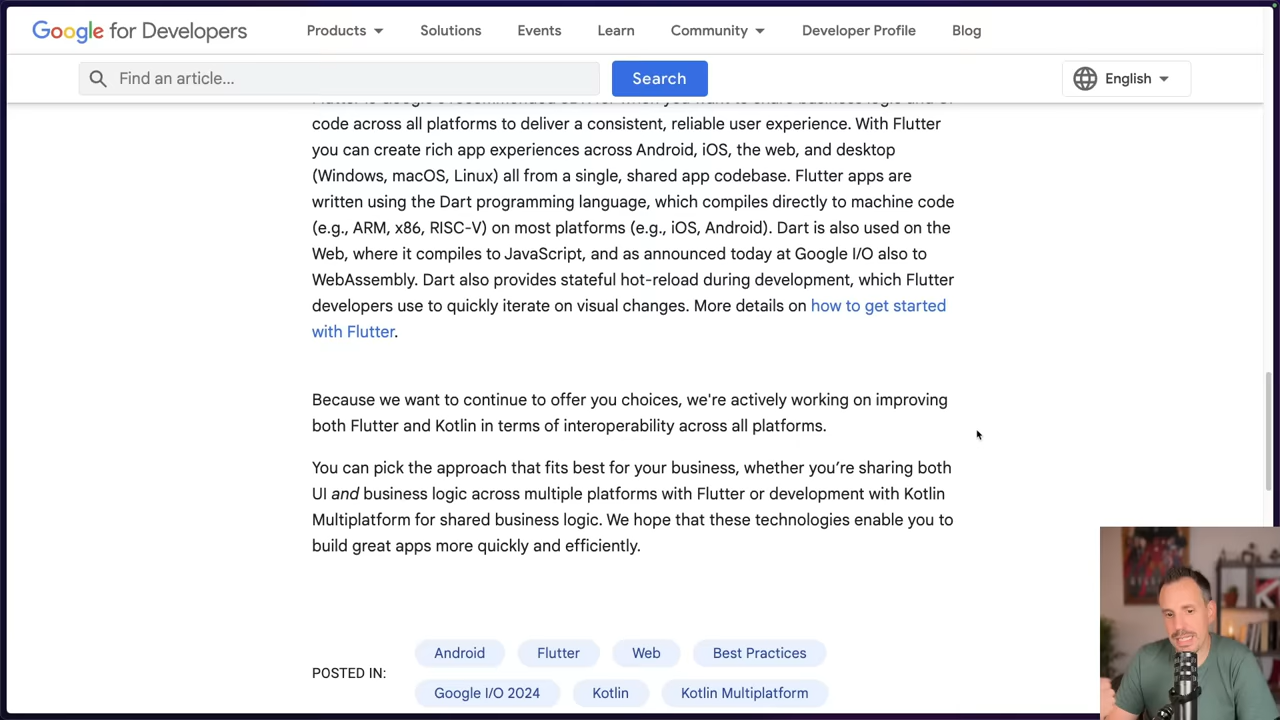 Google for Developers
Products
Solutions
Events
Learn
Community
Developer Profile
Blog
Find an article...
Search
English
code across all platforms to deliver a consistent, reliable user experience. With Flutter
you can create rich app experiences across Android, iOS, the web, and desktop
(Windows, macOS, Linux) all from a single, shared app codebase. Flutter apps are
written using the Dart programming language, which compiles directly to machine code
(e.g., ARM, x86, RISC-V) on most platforms (e.g., iOS, Android). Dart is also used on the
Web, where it compiles to JavaScript, and as announced today at Google I/O also to
WebAssembly. Dart also provides stateful hot-reload during development, which Flutter
developers use to quickly iterate on visual changes. More details on how to get started
with Flutter.
Because we want to continue to offer you choices, we're actively working on improving
both Flutter and Kotlin in terms of interoperability across all platforms.
You can pick the approach that fits best for your business, whether you’re sharing both
UI and business logic across multiple platforms with Flutter or development with Kotlin
Multiplatform for shared business logic. We hope that these technologies enable you to
build great apps more quickly and efficiently.
POSTED IN:
Android
Flutter
Web
Best Practices
Google I/O 2024
Kotlin
Kotlin Multiplatform